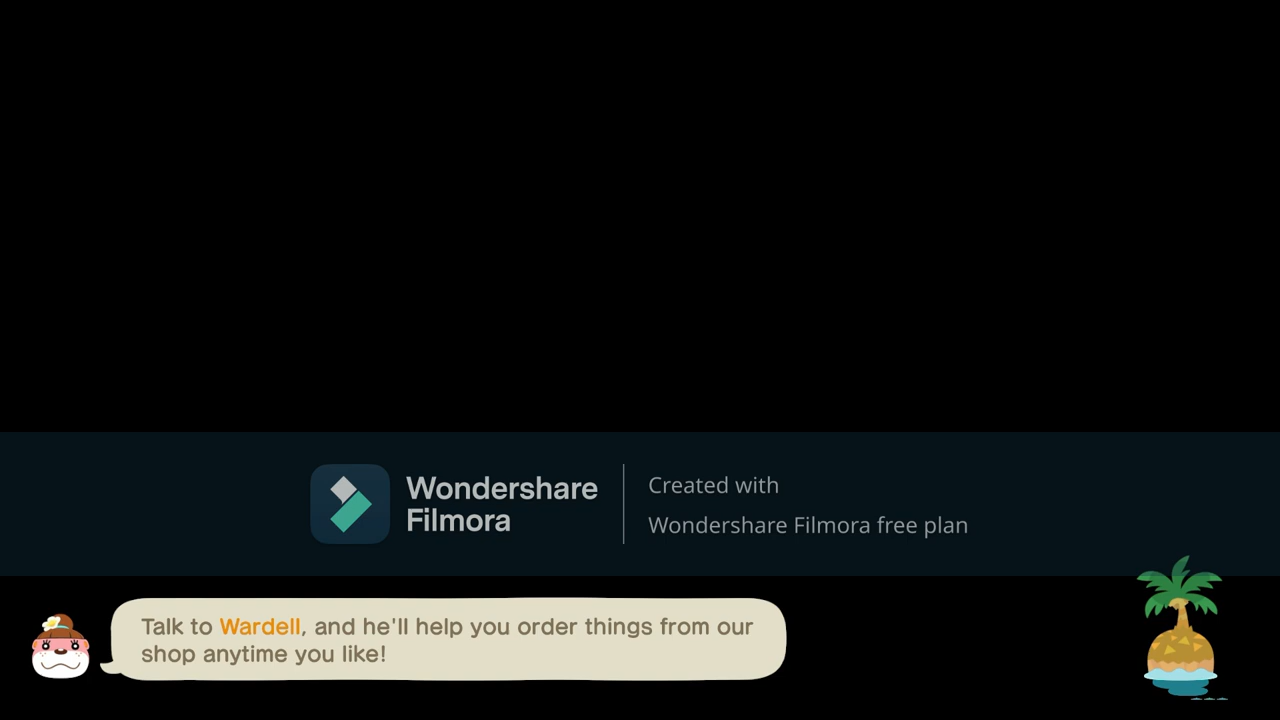 Wondershare
Filmora
Created with
Wondershare Filmora free plan
Talk to Wardell, and he'll help you order things from our
shop anytime you like!